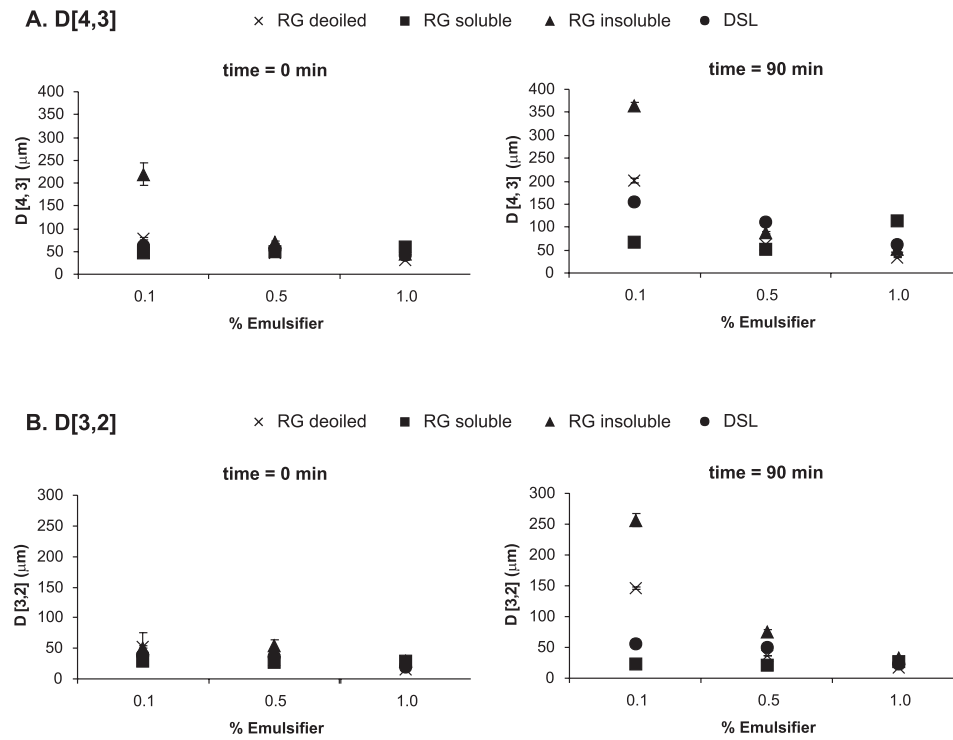 A. D[4,3]
× RG deoiled ■ RG soluble ▲ RG insoluble ● DSL
time = 0 min
D [4, 3] (μm)
400
350
300
250
200
150
100
50
0
0.1 0.5 1.0
% Emulsifier
time = 90 min
D [4, 3] (μm)
400
350
300
250
200
150
100
50
0
0.1 0.5 1.0
% Emulsifier
B. D[3,2]
× RG deoiled ■ RG soluble ▲ RG insoluble ● DSL
time = 0 min
D [3,2] (μm)
300
250
200
150
100
50
0
0.1 0.5 1.0
% Emulsifier
time = 90 min
D [3,2] (μm)
300
250
200
150
100
50
0
0.1 0.5 1.0
% Emulsifier